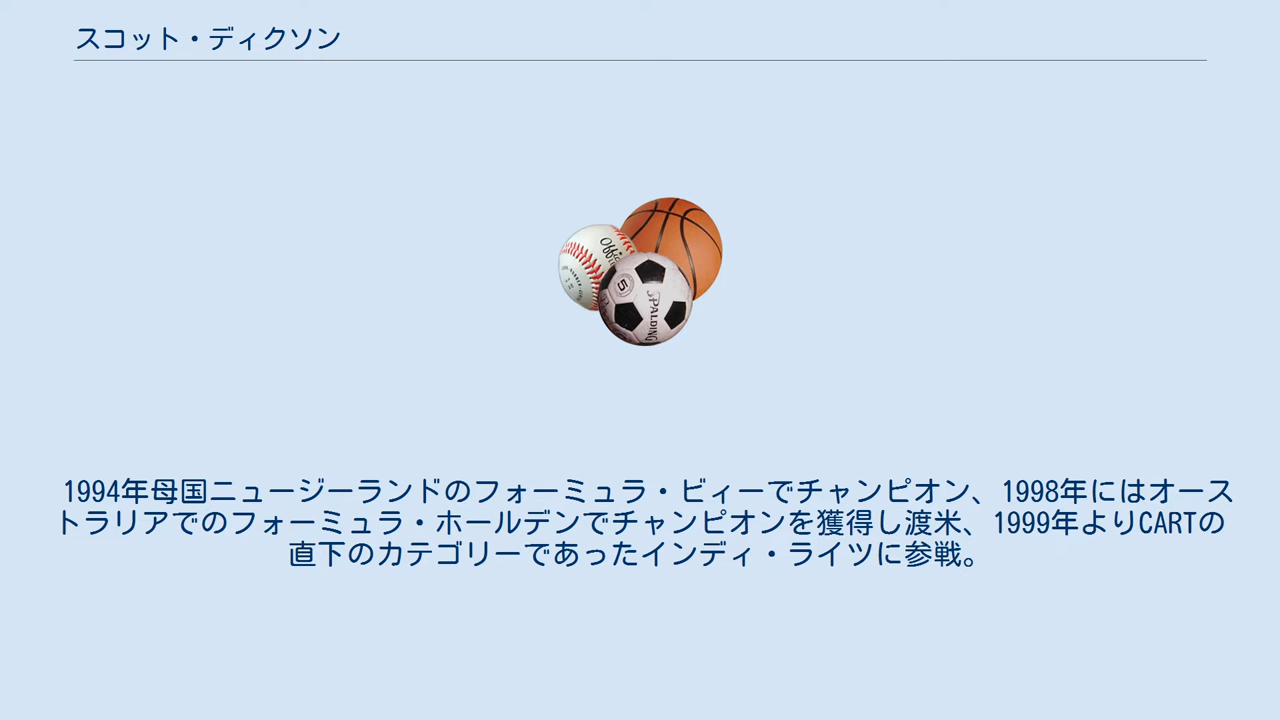 スコット・ディクソン
Offi
5
SPALDING
1994年母国ニュージーランドのフォーミュラ・ビィーでチャンピオン、1998年にはオース
トラリアでのフォーミュラ・ホールデンでチャンピオンを獲得し渡米、1999年よりCARTの
直下のカテゴリーであったインディ・ライツに参戦。